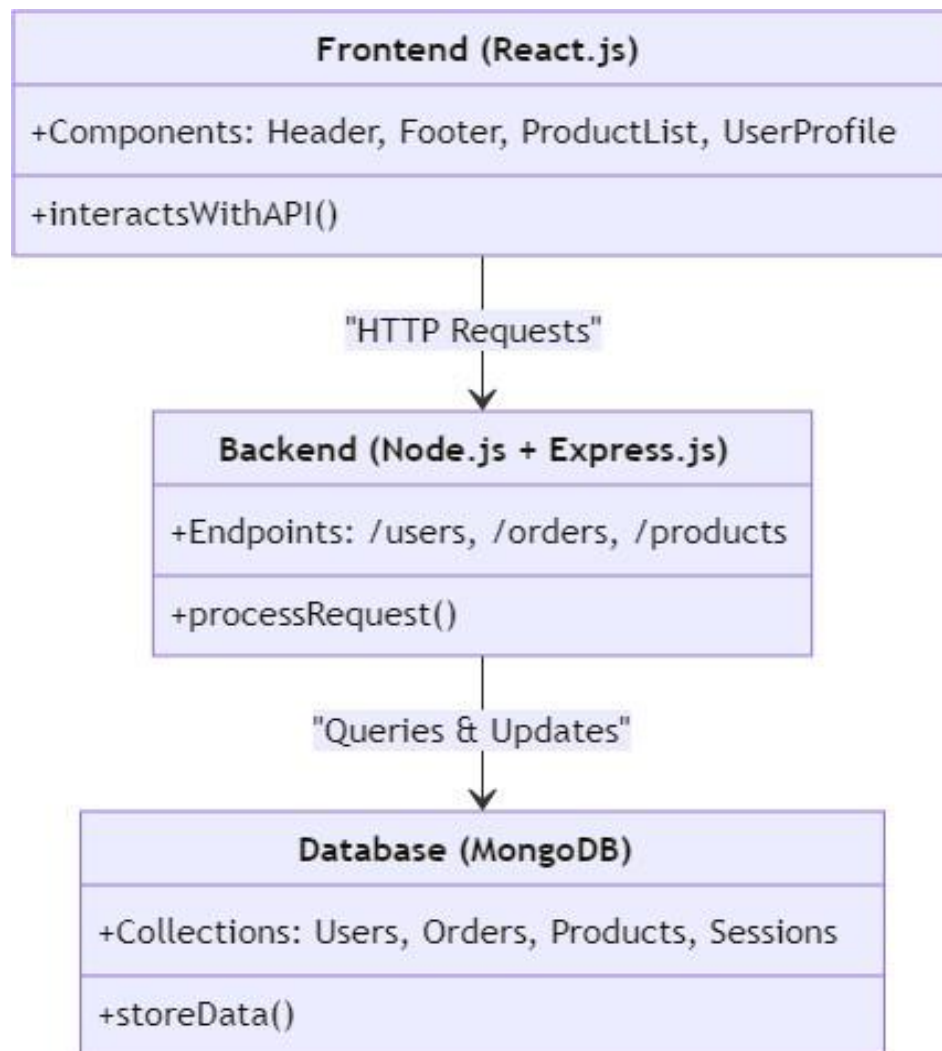 Frontend (React.js)
+Components: Header, Footer, ProductList, UserProfile
+interactsWithAPI()
"HTTP Requests"
Backend (Node.js + Express.js)
+Endpoints: /users, /orders, /products
+processRequest()
"Queries & Updates"
Database (MongoDB)
+Collections: Users, Orders, Products, Sessions
+storeData()